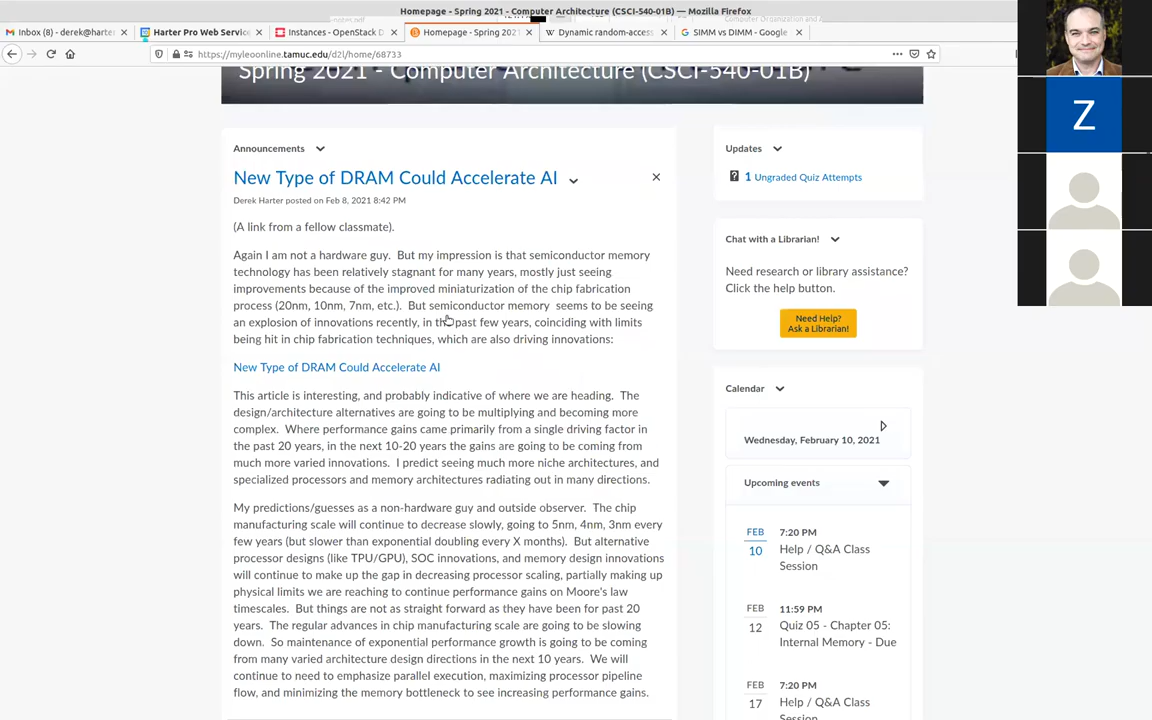 Homepage - Spring 2021 - Computer Architecture (CSCI-540-01B) — Mozilla Firefox
Inbox (8) - derek@harter
Harter Pro Web Service
Instances - OpenStack D
Homepage - Spring 2021
Dynamic random-access
SIMM vs DIMM - Google
https://myleoonline.tamuc.edu/d2l/home/68733
Spring 2021 - Computer Architecture (CSCI-540-01B)
Announcements
New Type of DRAM Could Accelerate AI
Derek Harter posted on Feb 8, 2021 8:42 PM
(A link from a fellow classmate).
Again I am not a hardware guy. But my impression is that semiconductor memory
technology has been relatively stagnant for many years, mostly just seeing
improvements because of the improved miniaturization of the chip fabrication
process (20nm, 10nm, 7nm, etc.). But semiconductor memory seems to be seeing
an explosion of innovations recently, in the past few years, coinciding with limits
being hit in chip fabrication techniques, which are also driving innovations:
New Type of DRAM Could Accelerate AI
This article is interesting, and probably indicative of where we are heading. The
design/architecture alternatives are going to be multiplying and becoming more
complex. Where performance gains came primarily from a single driving factor in
the past 20 years, in the next 10-20 years the gains are going to be coming from
much more varied innovations. I predict seeing much more niche architectures, and
specialized processors and memory architectures radiating out in many directions.
My predictions/guesses as a non-hardware guy and outside observer. The chip
manufacturing scale will continue to decrease slowly, going to 5nm, 4nm, 3nm every
few years (but slower than exponential doubling every X months). But alternative
processor designs (like TPU/GPU), SOC innovations, and memory design innovations
will continue to make up the gap in decreasing processor scaling, partially making up
physical limits we are reaching to continue performance gains on Moore's law
timescales. But things are not as straight forward as they have been for past 20
years. The regular advances in chip manufacturing scale are going to be slowing
down. So maintenance of exponential performance growth is going to be coming
from many varied architecture design directions in the next 10 years. We will
continue to need to emphasize parallel execution, maximizing processor pipeline
flow, and minimizing the memory bottleneck to see increasing performance gains.
Updates
1 Ungraded Quiz Attempts
Chat with a Librarian!
Need research or library assistance?
Click the help button.
Need Help?
Ask a Librarian!
Calendar
Wednesday, February 10, 2021
Upcoming events
FEB
10
7:20 PM
Help / Q&A Class
Session
FEB
12
11:59 PM
Quiz 05 - Chapter 05:
Internal Memory - Due
FEB
17
7:20 PM
Help / Q&A Class
Session
Z